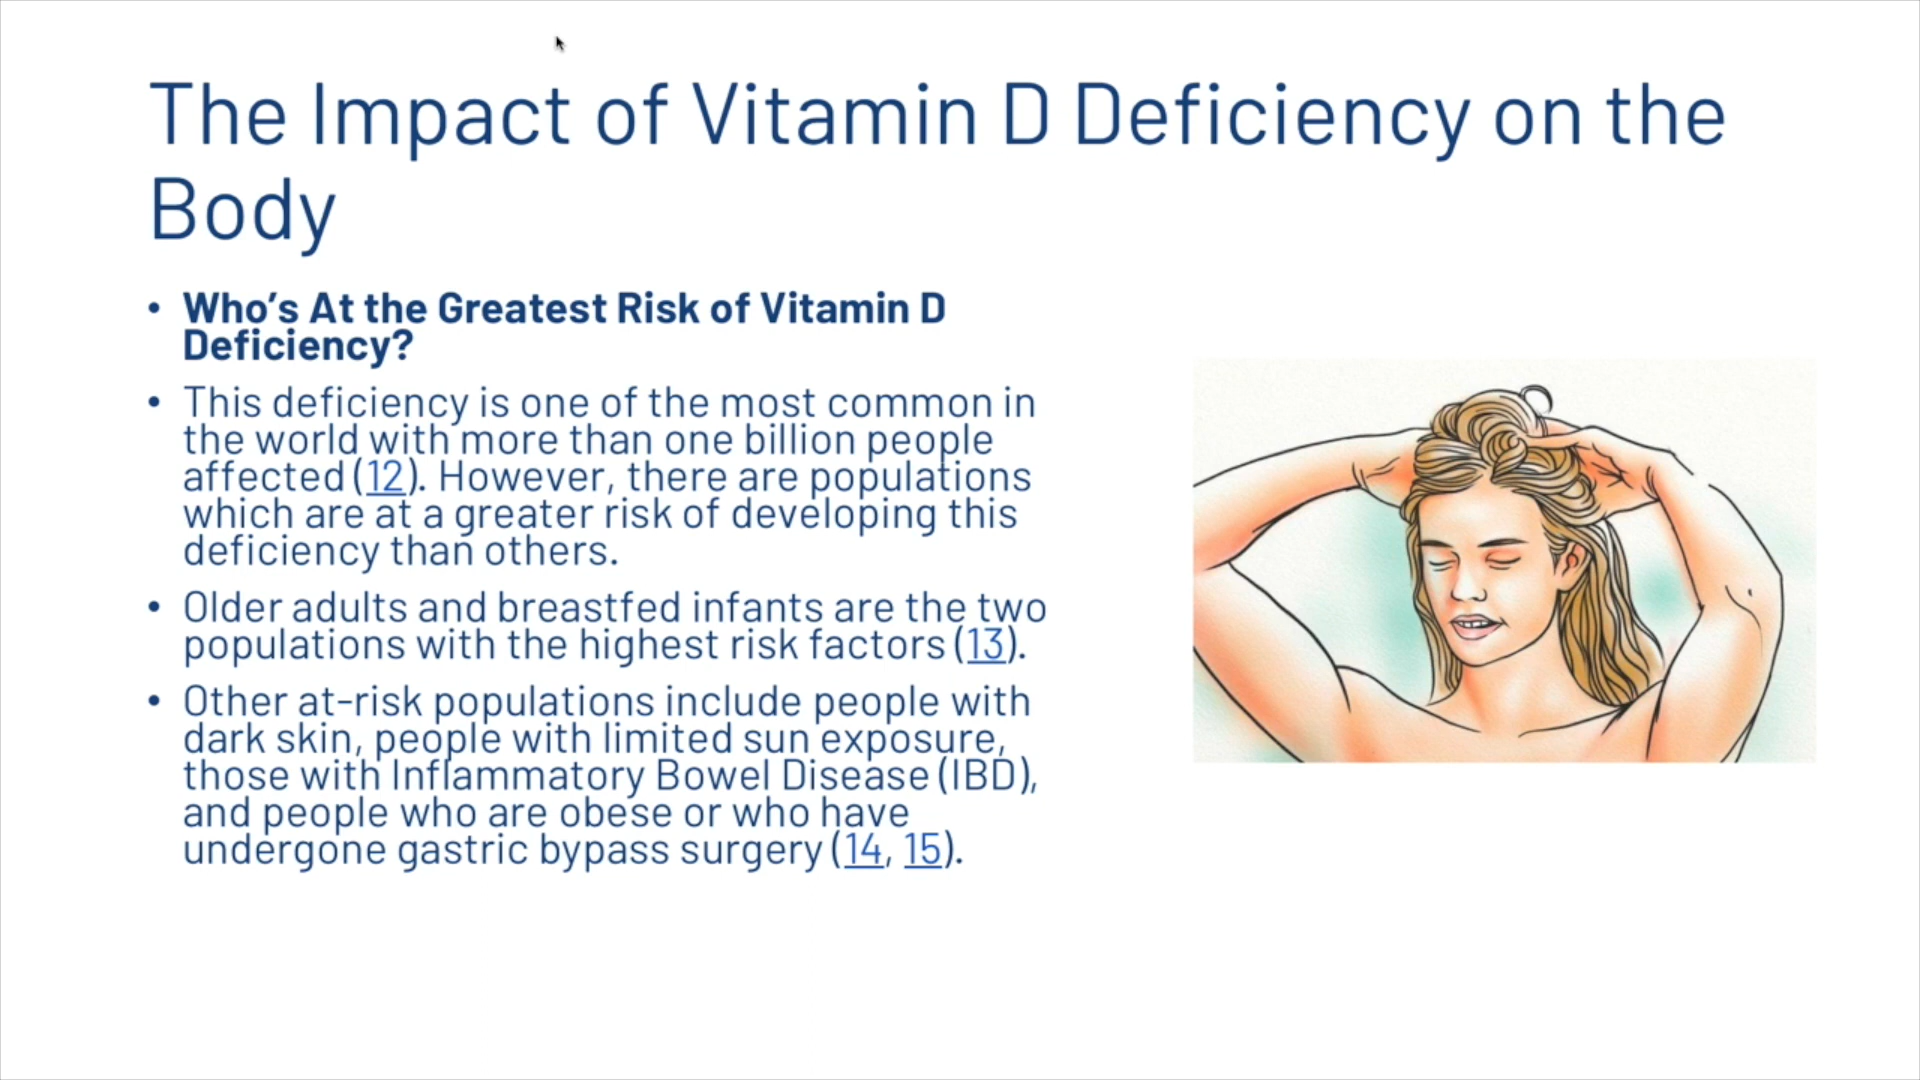 The Impact of Vitamin D Deficiency on the
Body
• Who’s At the Greatest Risk of Vitamin D
Deficiency?
• This deficiency is one of the most common in
the world with more than one billion people
affected (12). However, there are populations
which are at a greater risk of developing this
deficiency than others.
• Older adults and breastfed infants are the two
populations with the highest risk factors (13).
• Other at-risk populations include people with
dark skin, people with limited sun exposure,
those with Inflammatory Bowel Disease (IBD),
and people who are obese or who have
undergone gastric bypass surgery (14, 15).